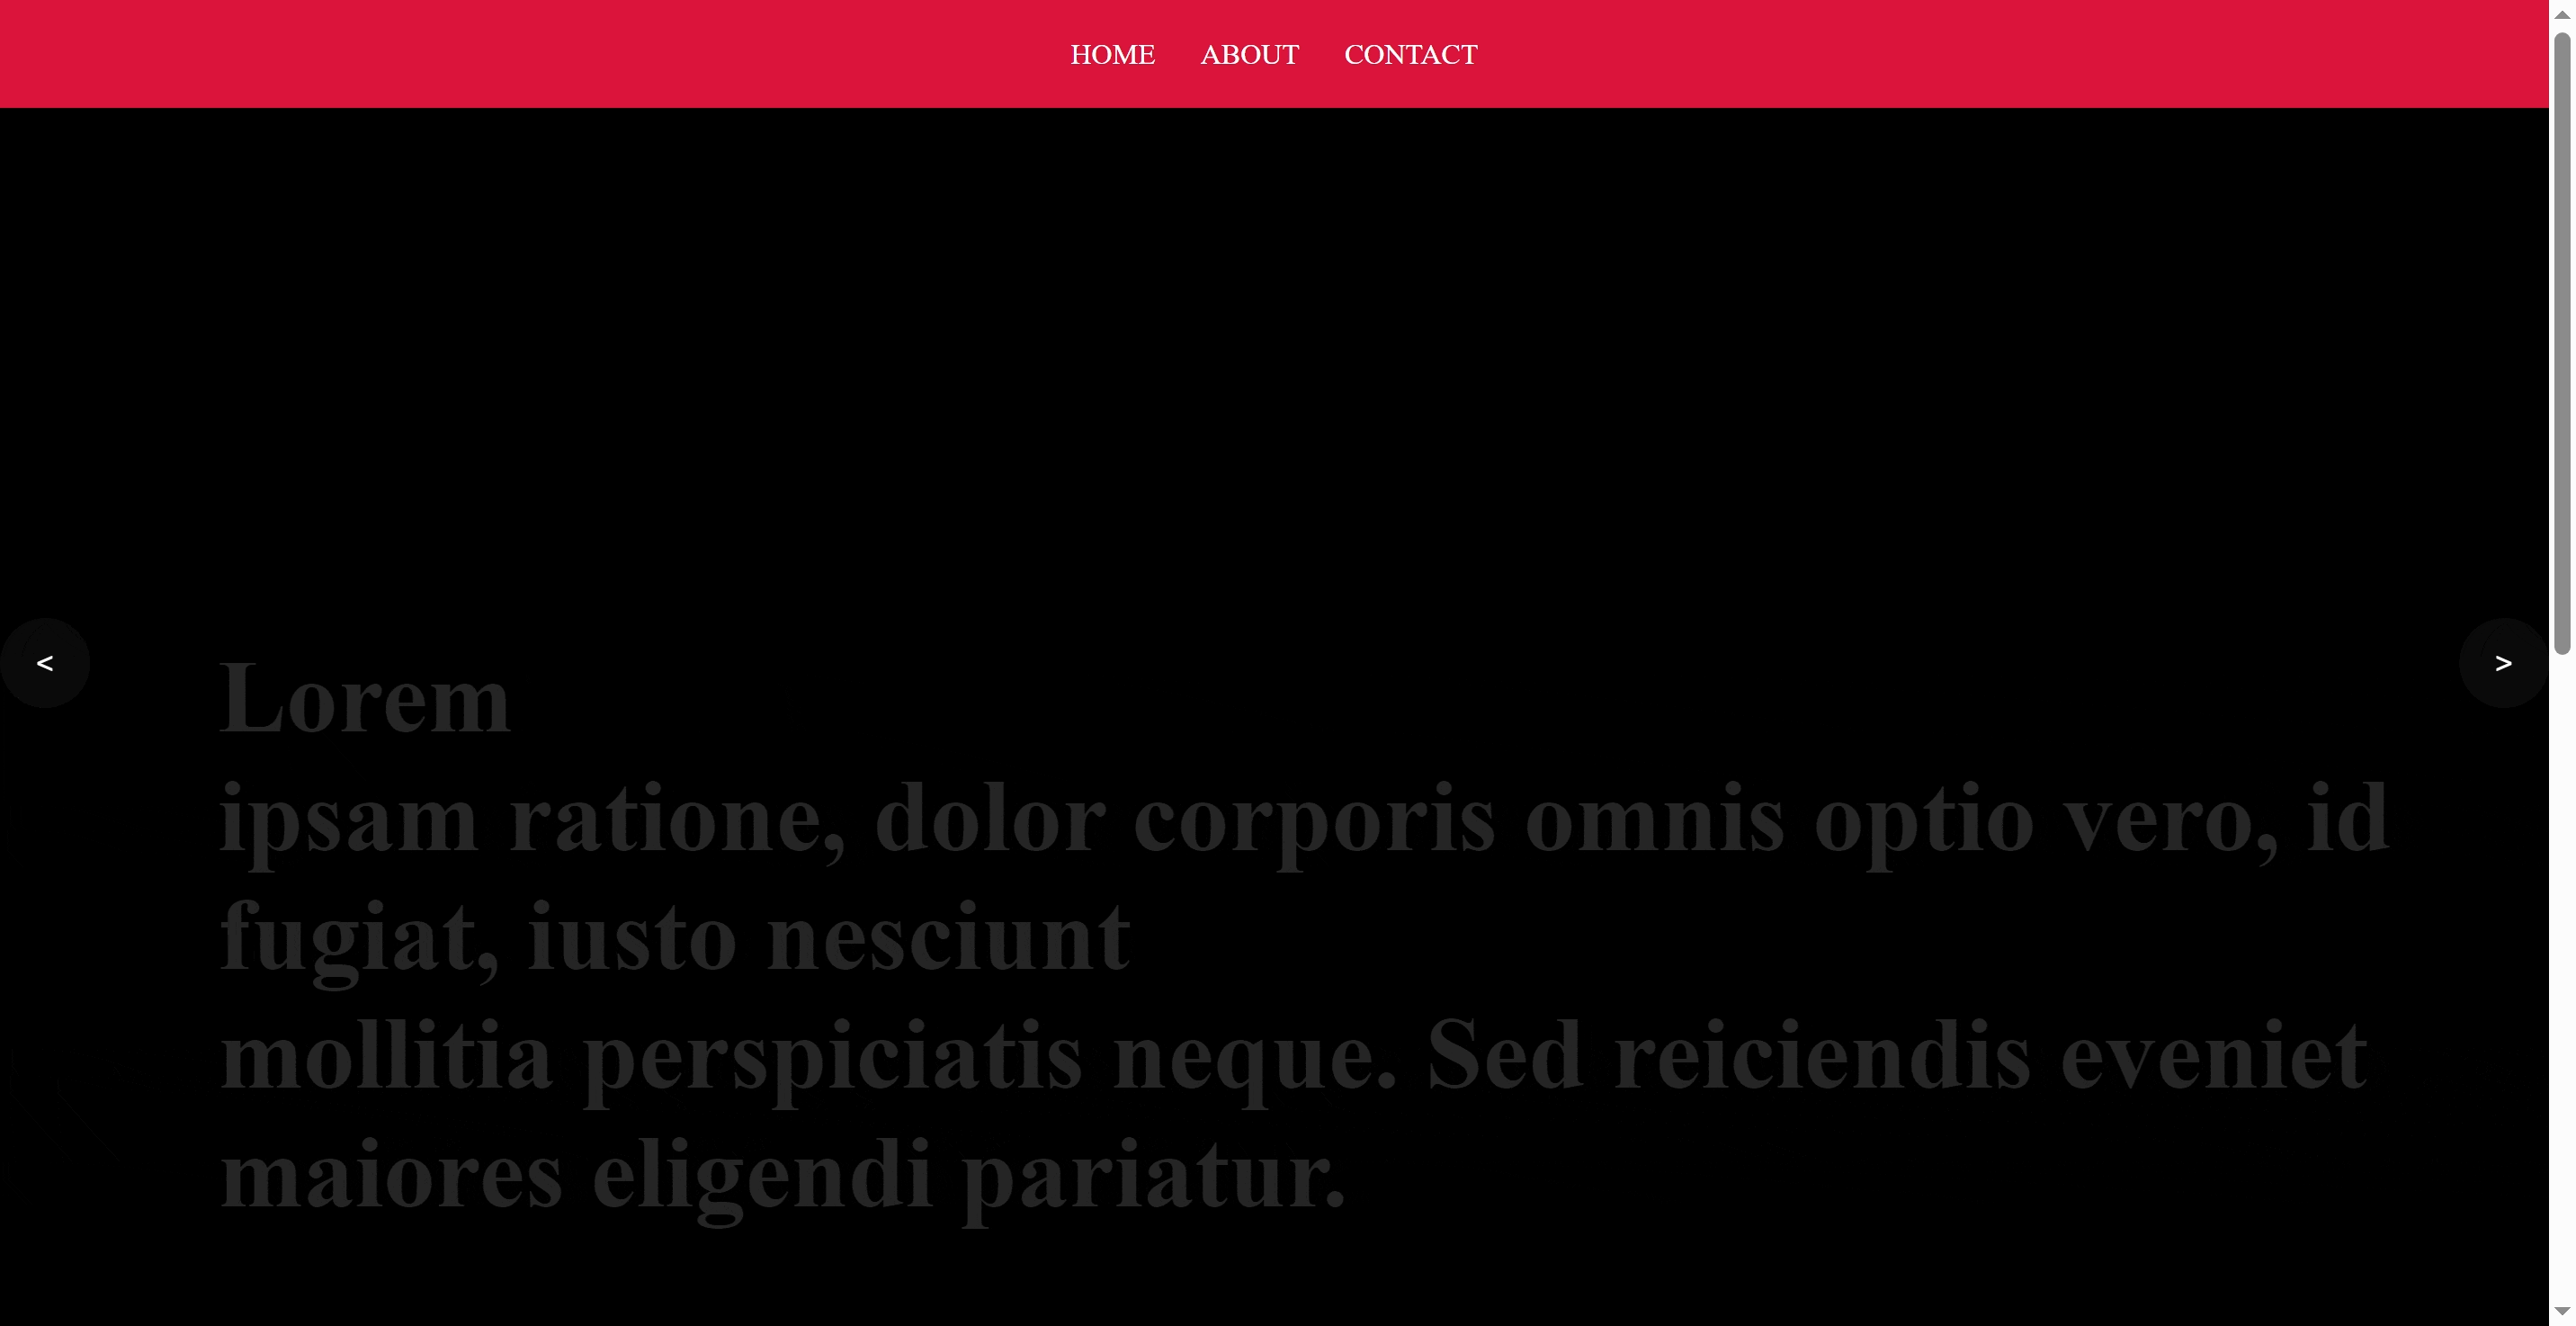 HOME ABOUT CONTACT
<
>
Lorem
ipsam ratione, dolor corporis omnis optio vero, id
fugiat, iusto nesciunt
mollitia perspiciatis neque. Sed reiciendis eveniet
maiores eligendi pariatur.